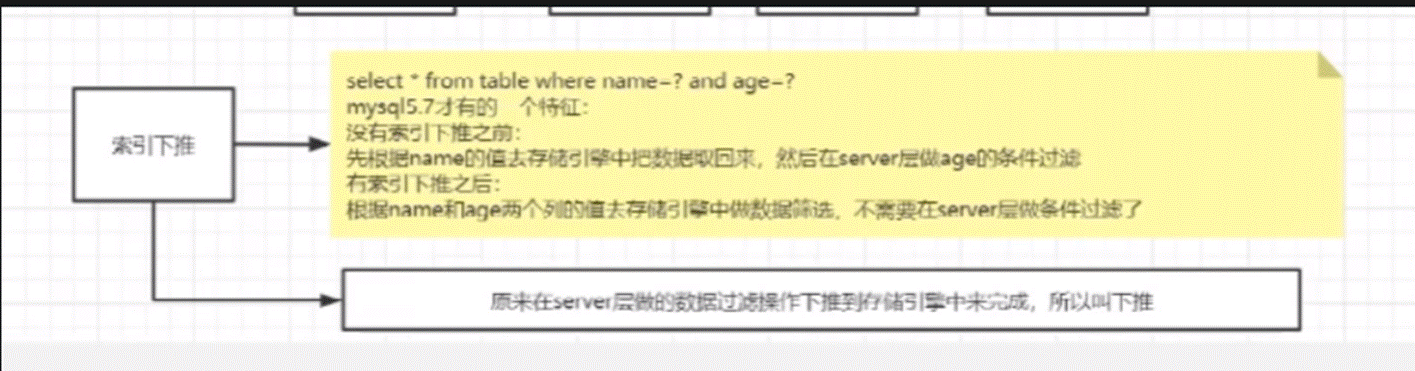 select * from table where name=? and age=?
mysql5.7才有的 个特征：
没有索引下推之前：
索引下推
先根据name的值去存储引擎中把数据取回来，然后在server层做age的条件过滤
有索引下推之后：
根据name和age两个列的值去存储引擎中做数据筛选，不需要在server层做条件过滤了
原来在server层做的数据过滤操作下推到存储引擎中来完成，所以叫下推